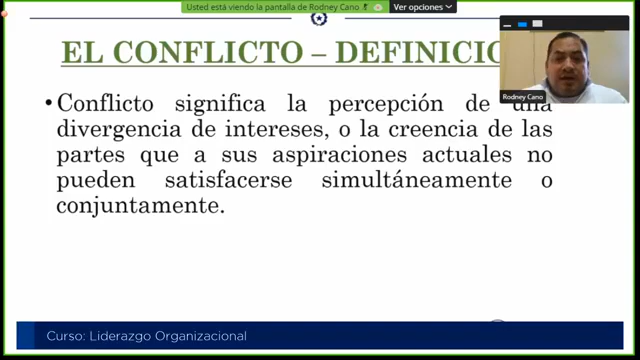 Usted está viendo la pantalla de Rodney Cano
Ver opciones
EL CONFLICTO – DEFINICIO
Rodney Cano
• Conflicto significa la percepción de una
divergencia de intereses, o la creencia de las
partes que a sus aspiraciones actuales no
pueden satisfacerse simultáneamente o
conjuntamente.
Curso: Liderazgo Organizacional